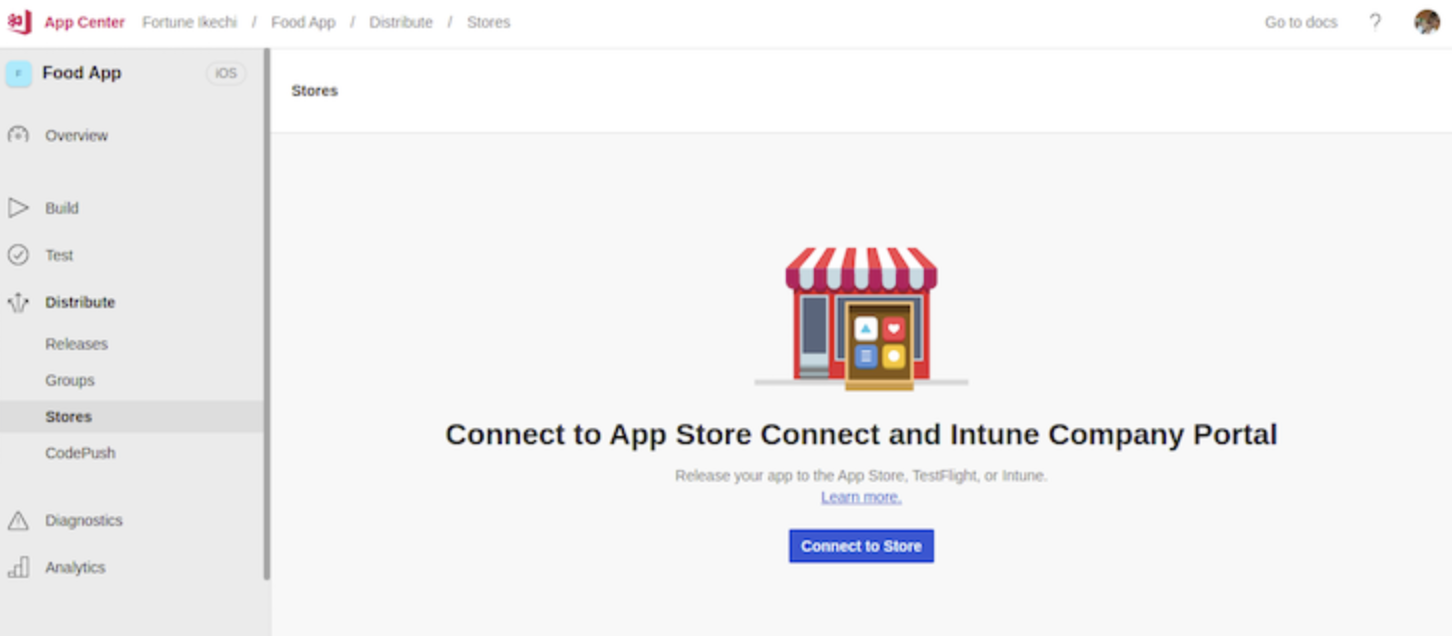 App Center Fortune Ikechi / Food App / Distribute / Stores Go to docs ?
F Food App iOS
Stores
Overview
Build
Test
Distribute
Releases
Groups
Stores
CodePush
Diagnostics
Analytics
Connect to App Store Connect and Intune Company Portal
Release your app to the App Store, TestFlight, or Intune.
Learn more.
Connect to Store